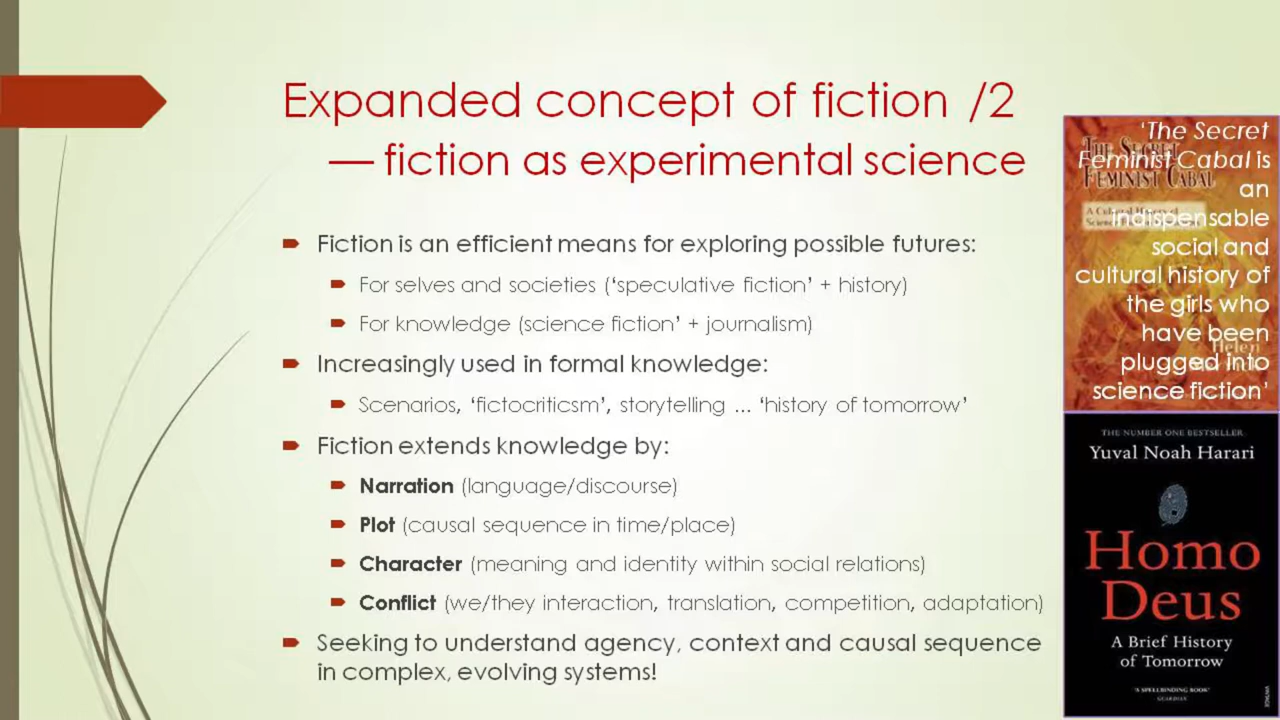 Expanded concept of fiction /2
— fiction as experimental science
Fiction is an efficient means for exploring possible futures:
For selves and societies (‘speculative fiction’ + history)
For knowledge (science fiction’ + journalism)
Increasingly used in formal knowledge:
Scenarios, ‘fictocriticsm’, storytelling ... ‘history of tomorrow’
Fiction extends knowledge by:
Narration (language/discourse)
Plot (causal sequence in time/place)
Character (meaning and identity within social relations)
Conflict (we/they interaction, translation, competition, adaptation)
Seeking to understand agency, context and causal sequence
in complex, evolving systems!
‘The Secret
Feminist Cabal is
an
indispensable
social and
cultural history of
the girls who
have been
plugged into
science fiction’
THE SECRET
FEMINIST CABAL
Helen
THE NUMBER ONE BESTSELLER
Yuval Noah Harari
Homo
Deus
A Brief History
of Tomorrow
‘A SPELLBINDING BOOK’
GUARDIAN